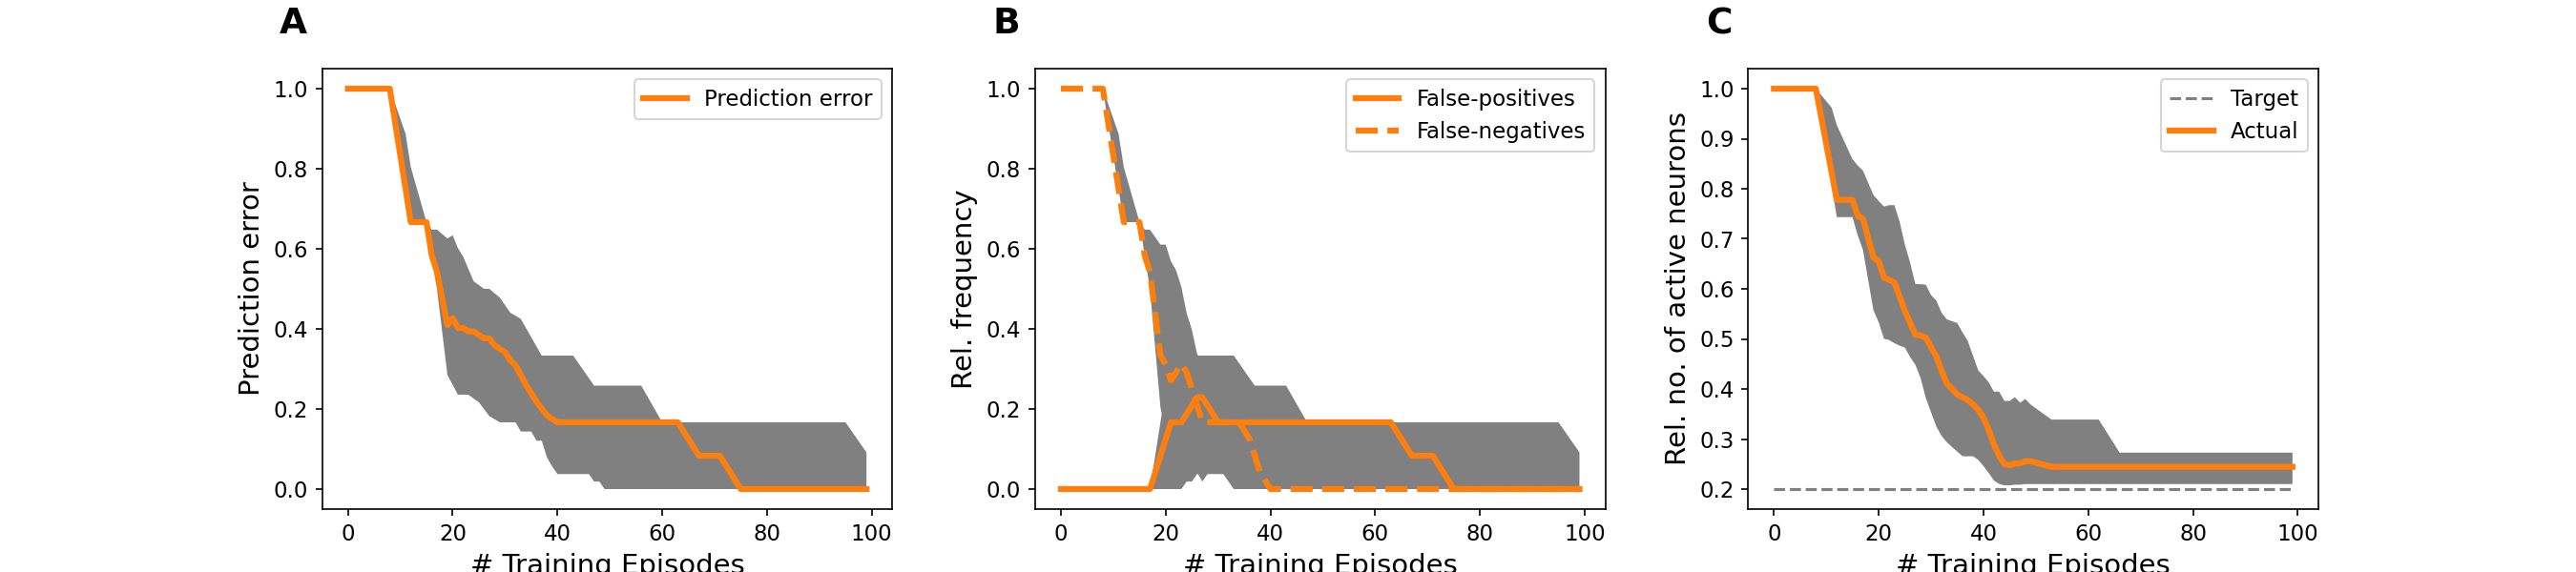 A
B
C
Prediction error
1.0
0.8
0.6
0.4
0.2
0.0
Prediction error
0
20
40
60
80
100
# Training Episodes
Rel. frequency
1.0
0.8
0.6
0.4
0.2
0.0
False-positives
False-negatives
0
20
40
60
80
100
# Training Episodes
Rel. no. of active neurons
1.0
0.9
0.8
0.7
0.6
0.5
0.4
0.3
0.2
Target
Actual
0
20
40
60
80
100
# Training Episodes